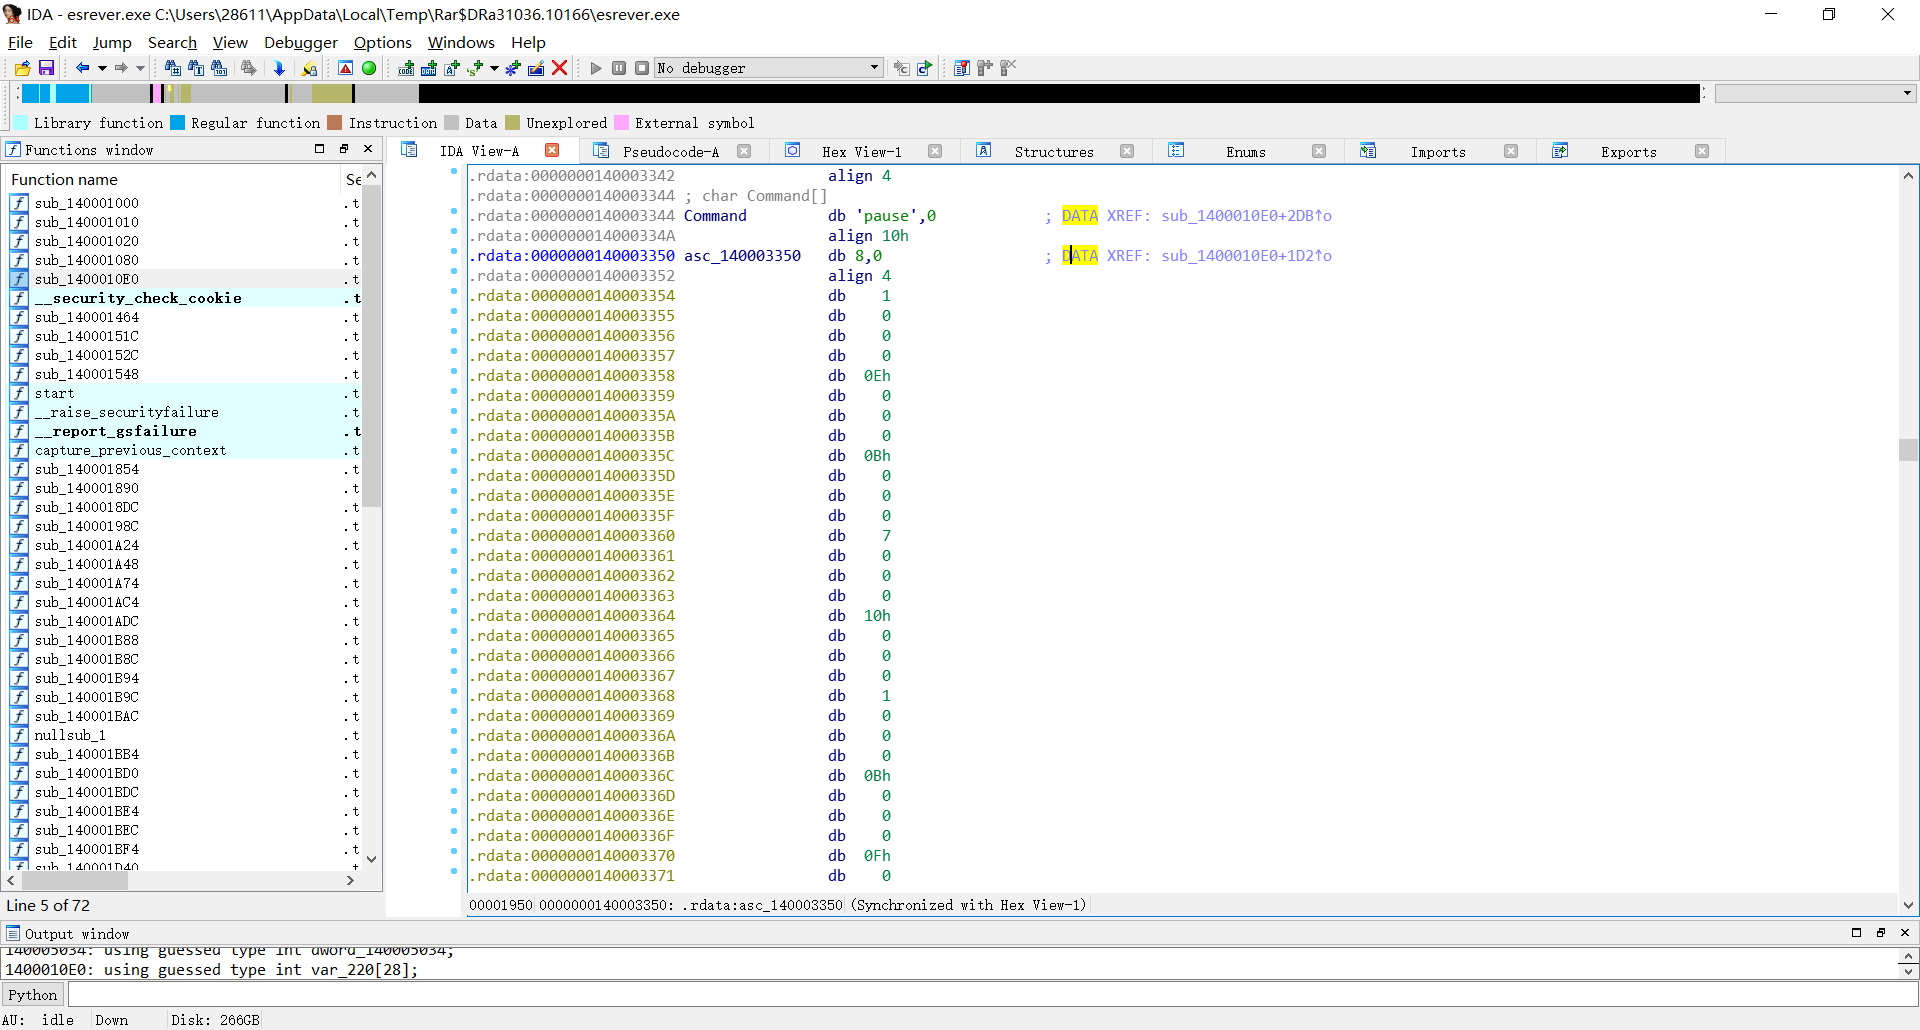 IDA - esrever.exe C:\Users\28611\AppData\Local\Temp\Rar$DRa31036.10166\esrever.exe
File Edit Jump Search View Debugger Options Windows Help
No debugger
Library function Regular function Instruction Data Unexplored External symbol
Functions window
Function name Se
sub_140001000 .t
sub_140001010 .t
sub_140001020 .t
sub_140001080 .t
sub_1400010E0 .t
__security_check_cookie .t
sub_140001464 .t
sub_14000151C .t
sub_14000152C .t
sub_140001548 .t
start .t
__raise_securityfailure .t
__report_gsfailure .t
capture_previous_context .t
sub_140001854 .t
sub_140001890 .t
sub_1400018DC .t
sub_14000198C .t
sub_140001A24 .t
sub_140001A48 .t
sub_140001A74 .t
sub_140001AC4 .t
sub_140001ADC .t
sub_140001B88 .t
sub_140001B8C .t
sub_140001B94 .t
sub_140001B9C .t
sub_140001BAC .t
nullsub_1 .t
sub_140001BB4 .t
sub_140001BD0 .t
sub_140001BDC .t
sub_140001BE4 .t
sub_140001BEC .t
sub_140001BF4 .t
sub_140001D40 .t
Line 5 of 72
IDA View-A Pseudocode-A Hex View-1 Structures Enums Imports Exports
.rdata:0000000140003342 align 4
.rdata:0000000140003344 ; char Command[]
.rdata:0000000140003344 Command db 'pause',0 ; DATA XREF: sub_1400010E0+2DB↑o
.rdata:000000014000334A align 10h
.rdata:0000000140003350 asc_140003350 db 8,0 ; DATA XREF: sub_1400010E0+1D2↑o
.rdata:0000000140003352 align 4
.rdata:0000000140003354 db 1
.rdata:0000000140003355 db 0
.rdata:0000000140003356 db 0
.rdata:0000000140003357 db 0
.rdata:0000000140003358 db 0Eh
.rdata:0000000140003359 db 0
.rdata:000000014000335A db 0
.rdata:000000014000335B db 0
.rdata:000000014000335C db 0Bh
.rdata:000000014000335D db 0
.rdata:000000014000335E db 0
.rdata:000000014000335F db 0
.rdata:0000000140003360 db 7
.rdata:0000000140003361 db 0
.rdata:0000000140003362 db 0
.rdata:0000000140003363 db 0
.rdata:0000000140003364 db 10h
.rdata:0000000140003365 db 0
.rdata:0000000140003366 db 0
.rdata:0000000140003367 db 0
.rdata:0000000140003368 db 1
.rdata:0000000140003369 db 0
.rdata:000000014000336A db 0
.rdata:000000014000336B db 0
.rdata:000000014000336C db 0Bh
.rdata:000000014000336D db 0
.rdata:000000014000336E db 0
.rdata:000000014000336F db 0
.rdata:0000000140003370 db 0Fh
.rdata:0000000140003371 db 0
00001950 0000000140003350: .rdata:asc_140003350 (Synchronized with Hex View-1)
Output window
140005034: using guessed type int dword_140005034;
1400010E0: using guessed type int var_220[28];
Python
AU: idle Down Disk: 266GB